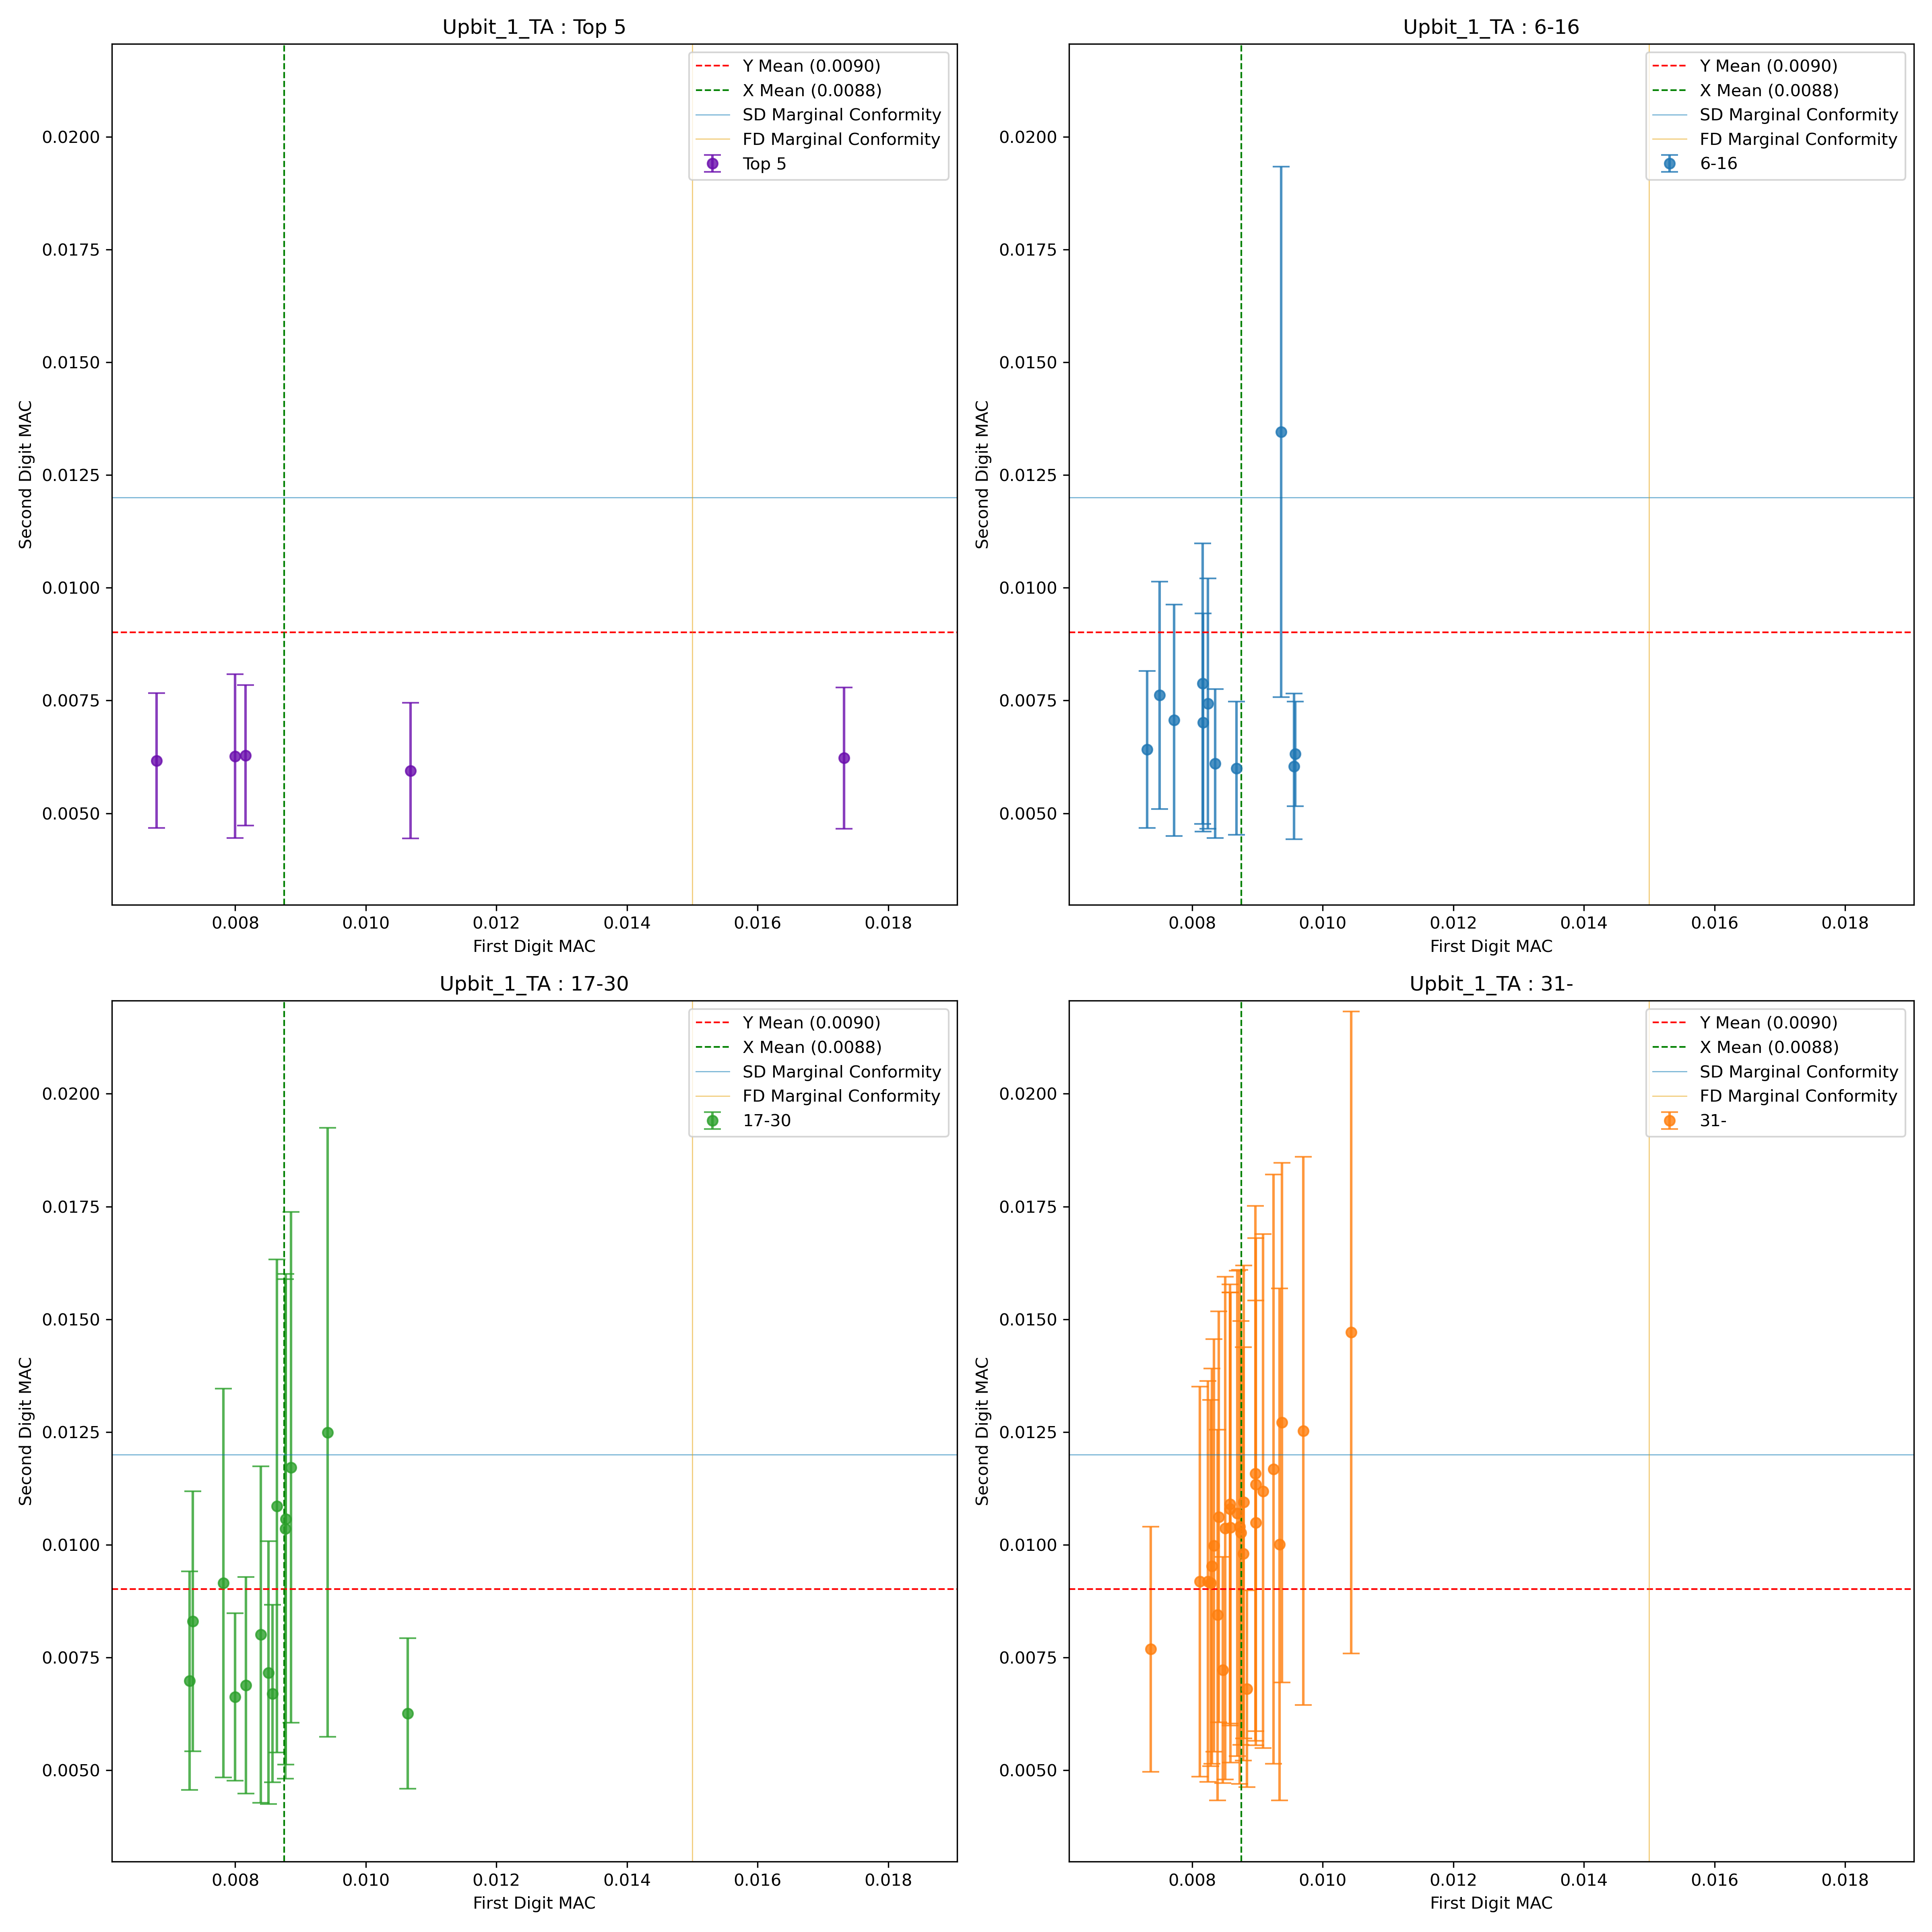 Upbit_1_TA : Top 5
Y Mean (0.0090)
X Mean (0.0088)
SD Marginal Conformity
FD Marginal Conformity
Top 5
0.0200
0.0175
0.0150
0.0125
0.0100
0.0075
0.0050
Second Digit MAC
0.008 0.010 0.012 0.014 0.016 0.018
First Digit MAC
Upbit_1_TA : 6-16
Y Mean (0.0090)
X Mean (0.0088)
SD Marginal Conformity
FD Marginal Conformity
6-16
0.0200
0.0175
0.0150
0.0125
0.0100
0.0075
0.0050
Second Digit MAC
0.008 0.010 0.012 0.014 0.016 0.018
First Digit MAC
Upbit_1_TA : 17-30
Y Mean (0.0090)
X Mean (0.0088)
SD Marginal Conformity
FD Marginal Conformity
17-30
0.0200
0.0175
0.0150
0.0125
0.0100
0.0075
0.0050
Second Digit MAC
0.008 0.010 0.012 0.014 0.016 0.018
First Digit MAC
Upbit_1_TA : 31-
Y Mean (0.0090)
X Mean (0.0088)
SD Marginal Conformity
FD Marginal Conformity
31-
0.0200
0.0175
0.0150
0.0125
0.0100
0.0075
0.0050
Second Digit MAC
0.008 0.010 0.012 0.014 0.016 0.018
First Digit MAC